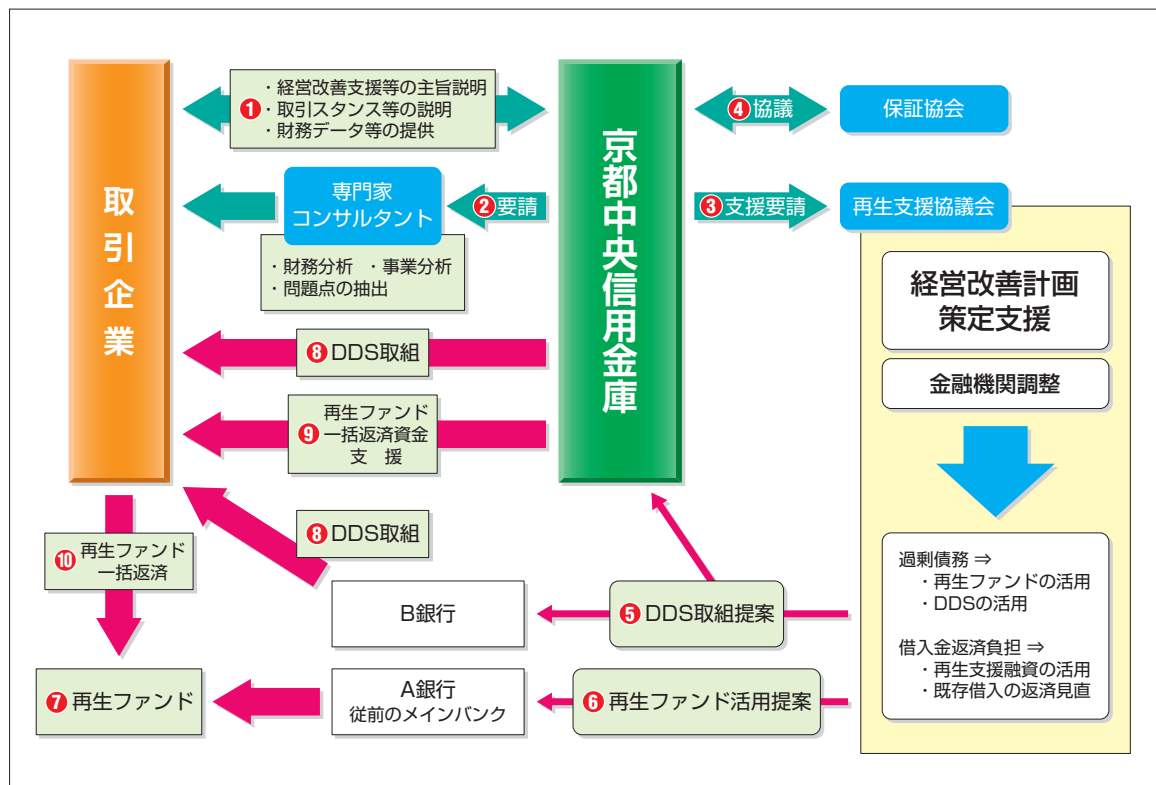 ❶
・経営改善支援等の主旨説明
・取引スタンス等の説明
・財務データ等の提供
❹協議
保証協会
取引企業
京都中央信用金庫
専門家
コンサルタント
❷要請
❸支援要請
再生支援協議会
・財務分析 ・事業分析
・問題点の抽出
経営改善計画
策定支援
金融機関調整
❽DDS取組
❾
再生ファンド
一括返済資金
支 援
❽DDS取組
❿
再生ファンド
一括返済
過剰債務 ⇒
・再生ファンドの活用
・DDSの活用
借入金返済負担 ⇒
・再生支援融資の活用
・既存借入の返済見直
B銀行
❺DDS取組提案
❼再生ファンド
A銀行
従前のメインバンク
❻再生ファンド活用提案